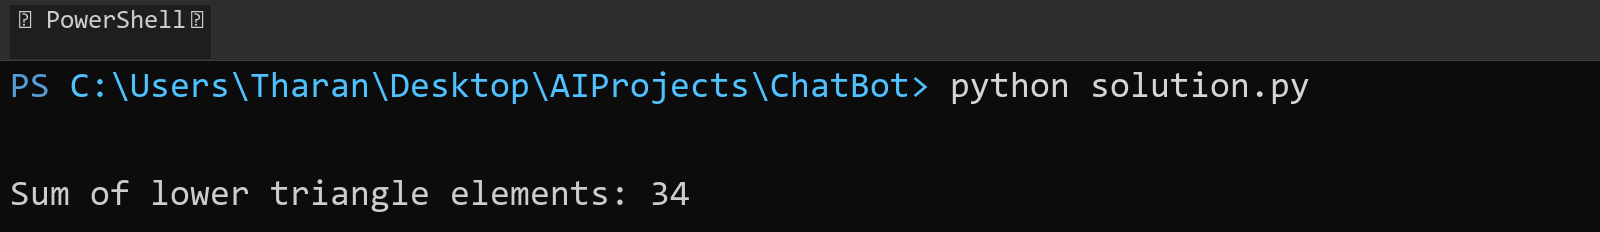 PowerShell
PS C:\Users\Tharan\Desktop\AIProjects\ChatBot> python solution.py
Sum of lower triangle elements: 34